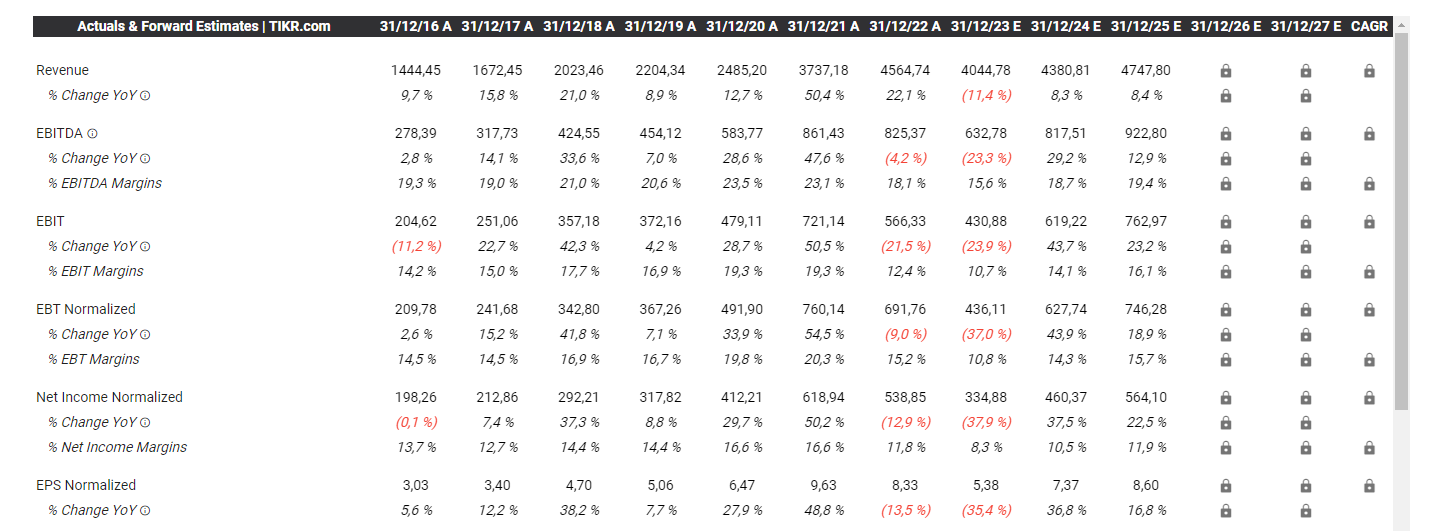 Actuals & Forward Estimates | TIKR.com 31/12/16 A 31/12/17 A 31/12/18 A 31/12/19 A 31/12/20 A 31/12/21 A 31/12/22 A 31/12/23 E 31/12/24 E 31/12/25 E 31/12/26 E 31/12/27 E CAGR
Revenue 1444,45 1672,45 2023,46 2204,34 2485,20 3737,18 4564,74 4044,78 4380,81 4747,80
% Change YoY 9,7 % 15,8 % 21,0 % 8,9 % 12,7 % 50,4 % 22,1 % (11,4 %) 8,3 % 8,4 %
EBITDA 278,39 317,73 424,55 454,12 583,77 861,43 825,37 632,78 817,51 922,80
% Change YoY 2,8 % 14,1 % 33,6 % 7,0 % 28,6 % 47,6 % (4,2 %) (23,3 %) 29,2 % 12,9 %
% EBITDA Margins 19,3 % 19,0 % 21,0 % 20,6 % 23,5 % 23,1 % 18,1 % 15,6 % 18,7 % 19,4 %
EBIT 204,62 251,06 357,18 372,16 479,11 721,14 566,33 430,88 619,22 762,97
% Change YoY (11,2 %) 22,7 % 42,3 % 4,2 % 28,7 % 50,5 % (21,5 %) (23,9 %) 43,7 % 23,2 %
% EBIT Margins 14,2 % 15,0 % 17,7 % 16,9 % 19,3 % 19,3 % 12,4 % 10,7 % 14,1 % 16,1 %
EBT Normalized 209,78 241,68 342,80 367,26 491,90 760,14 691,76 436,11 627,74 746,28
% Change YoY 2,6 % 15,2 % 41,8 % 7,1 % 33,9 % 54,5 % (9,0 %) (37,0 %) 43,9 % 18,9 %
% EBT Margins 14,5 % 14,5 % 16,9 % 16,7 % 19,8 % 20,3 % 15,2 % 10,8 % 14,3 % 15,7 %
Net Income Normalized 198,26 212,86 292,21 317,82 412,21 618,94 538,85 334,88 460,37 564,10
% Change YoY (0,1 %) 7,4 % 37,3 % 8,8 % 29,7 % 50,2 % (12,9 %) (37,9 %) 37,5 % 22,5 %
% Net Income Margins 13,7 % 12,7 % 14,4 % 14,4 % 16,6 % 16,6 % 11,8 % 8,3 % 10,5 % 11,9 %
EPS Normalized 3,03 3,40 4,70 5,06 6,47 9,63 8,33 5,38 7,37 8,60
% Change YoY 5,6 % 12,2 % 38,2 % 7,7 % 27,9 % 48,8 % (13,5 %) (35,4 %) 36,8 % 16,8 %